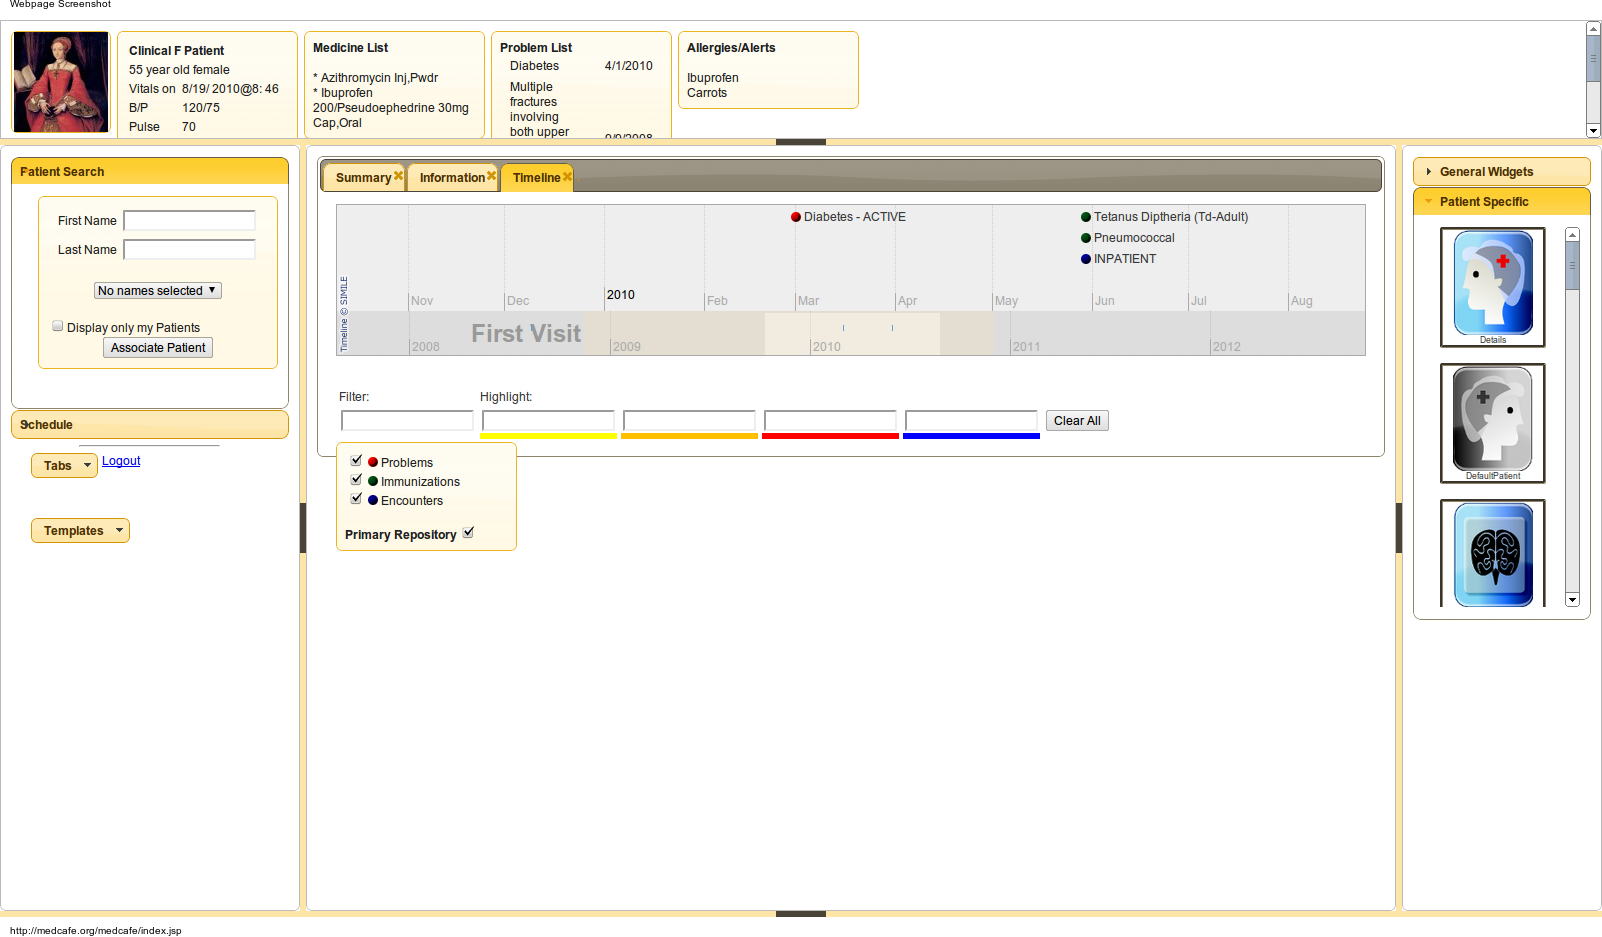 Webpage Screenshot
Clinical F Patient
55 year old female
Vitals on 8/19/ 2010@8: 46
B/P 120/75
Pulse 70
Medicine List
* Azithromycin Inj,Pwdr
* Ibuprofen
200/Pseudoephedrine 30mg
Cap,Oral
Problem List
Diabetes 4/1/2010
Multiple
fractures
involving
both upper
Allergies/Alerts
Ibuprofen
Carrots
Patient Search
First Name
Last Name
No names selected
Display only my Patients
Associate Patient
Schedule
Tabs
Logout
Templates
Summary
Information
Timeline
Diabetes - ACTIVE
Tetanus Diptheria (Td-Adult)
Pneumococcal
INPATIENT
Timeline © SIMILE
Nov Dec 2010 Feb Mar Apr May Jun Jul Aug
First Visit
2008 2009 2010 2011 2012
Filter: Highlight:
Clear All
Problems
Immunizations
Encounters
Primary Repository
General Widgets
Patient Specific
Details
DefaultPatient
http://medcafe.org/medcafe/index.jsp